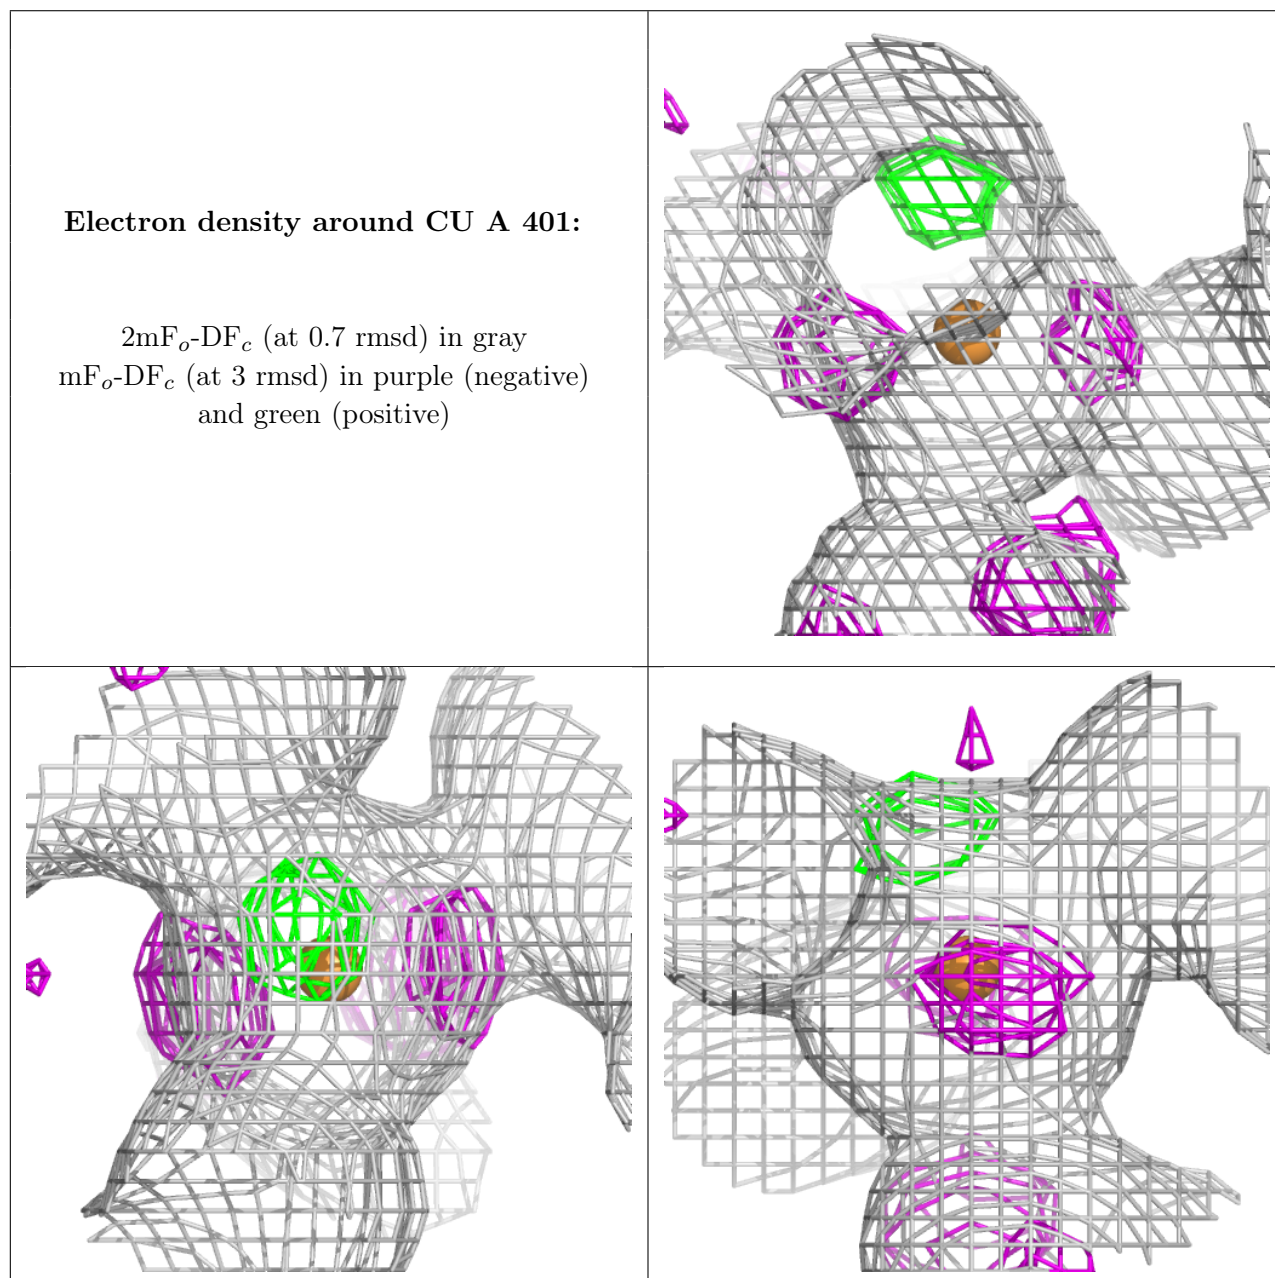 Electron density around CU A 401:
2mFo-DFc (at 0.7 rmsd) in gray
mFo-DFc (at 3 rmsd) in purple (negative)
and green (positive)